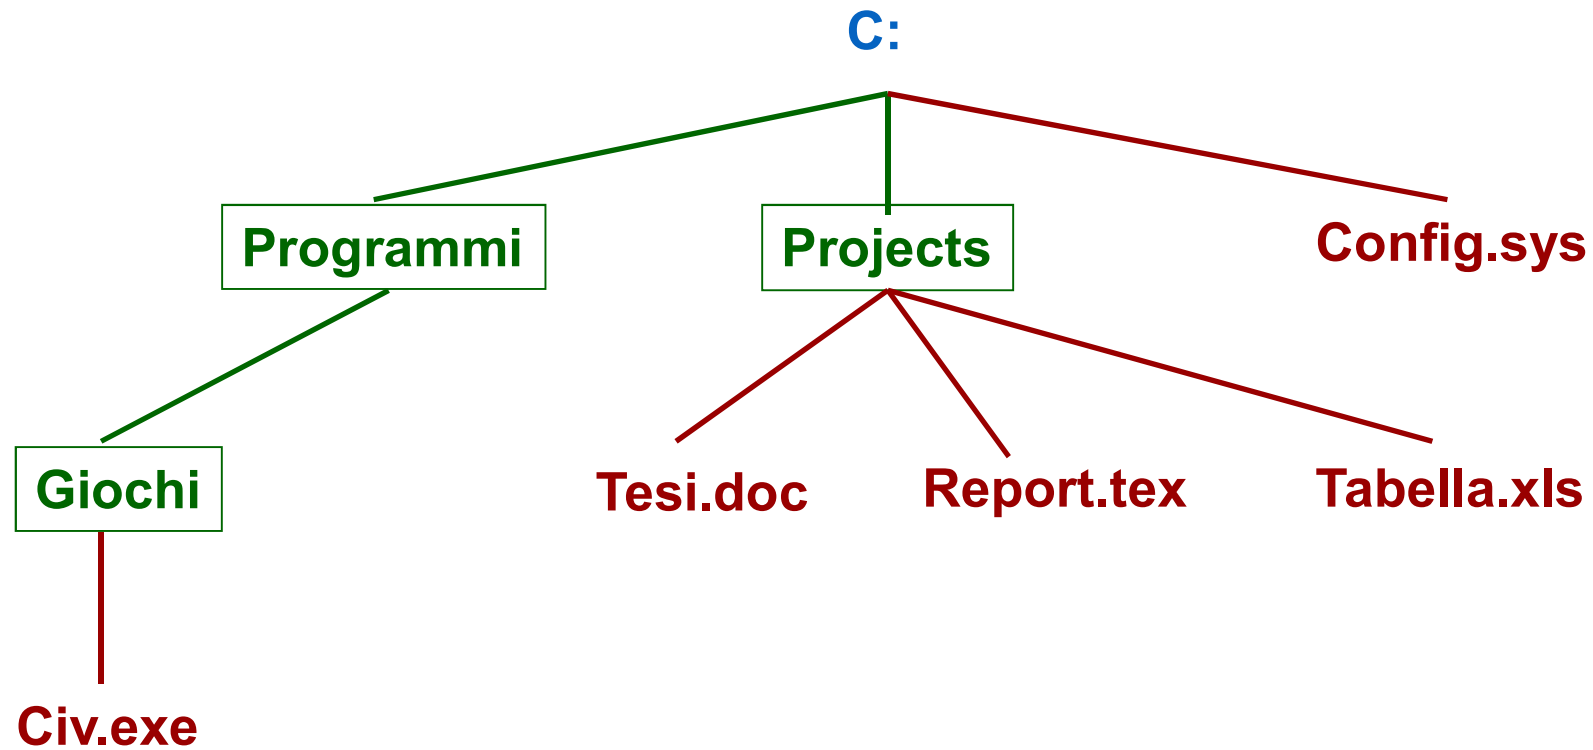 C:
Programmi
Projects
Config.sys
Giochi
Tesi.doc
Report.tex
Tabella.xls
Civ.exe